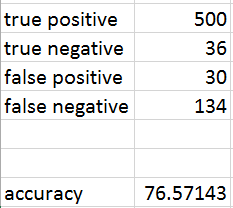 true positive 500
true negative 36
false positive 30
false negative 134
accuracy 76.57143